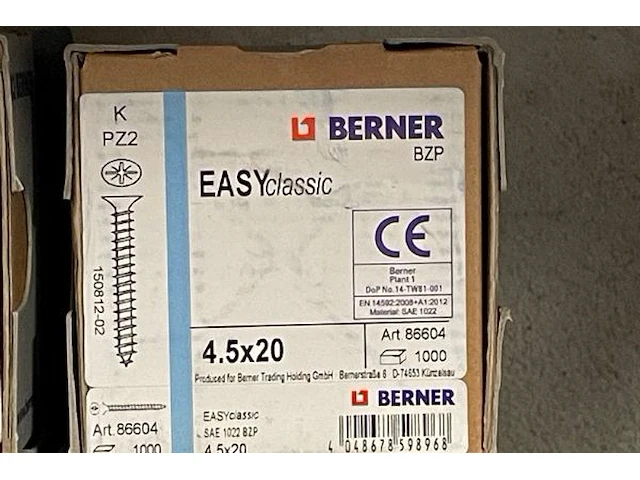 K
PZ2
150812-02
BERNER
BZP
EASYclassic
CE
Berner
Plant 1
DoP No. 14-TW81-001
EN 14592:2008+A1:2012
Material: SAE 1022
4.5x20
Art. 86604
1000
Produced for Berner Trading Holding GmbH · Bernerstraße 6 · D-74653 Künzelsau
BERNER
EASYclassic
Art. 86604
SAE 1022 BZP
1000
4.5x20
4 048678 598968